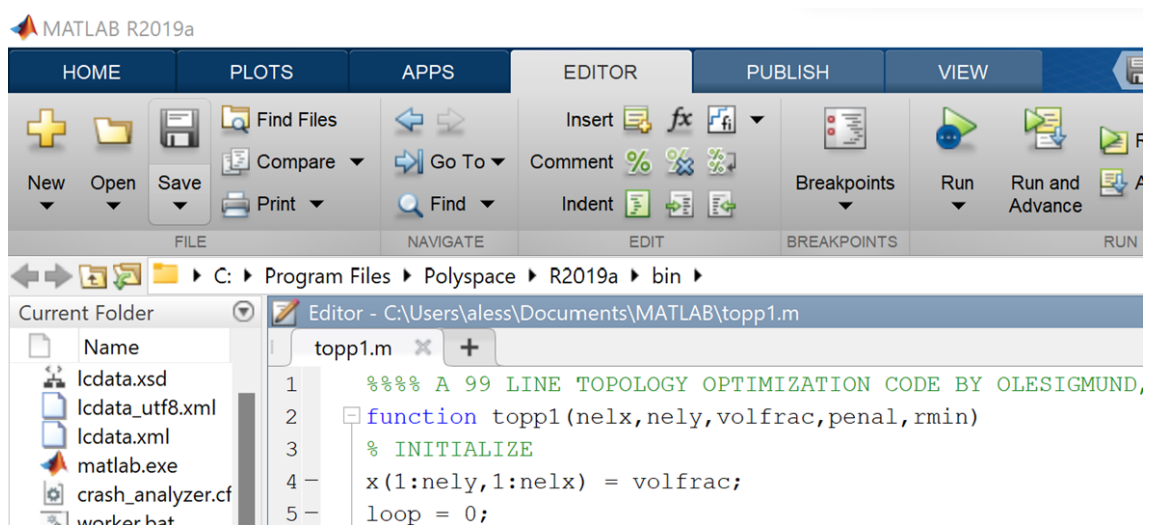 MATLAB R2019a
HOME PLOTS APPS EDITOR PUBLISH VIEW
Find Files Insert fx fi
Compare Go To Comment % % %
New Open Save Breakpoints Run Run and Advance
Print Find Indent
FILE NAVIGATE EDIT BREAKPOINTS RUN
C: Program Files Polyspace R2019a bin
Current Folder Editor - C:\Users\aless\Documents\MATLAB\topp1.m
Name topp1.m
lcdata.xsd
lcdata_utf8.xml
lcdata.xml
matlab.exe
crash_analyzer.cf
worker.bat
1 %%%% A 99 LINE TOPOLOGY OPTIMIZATION CODE BY OLESIGMUND,
2 function topp1(nelx,nely,volfrac,penal,rmin)
3 % INITIALIZE
4 – x(1:nely,1:nelx) = volfrac;
5 – loop = 0;